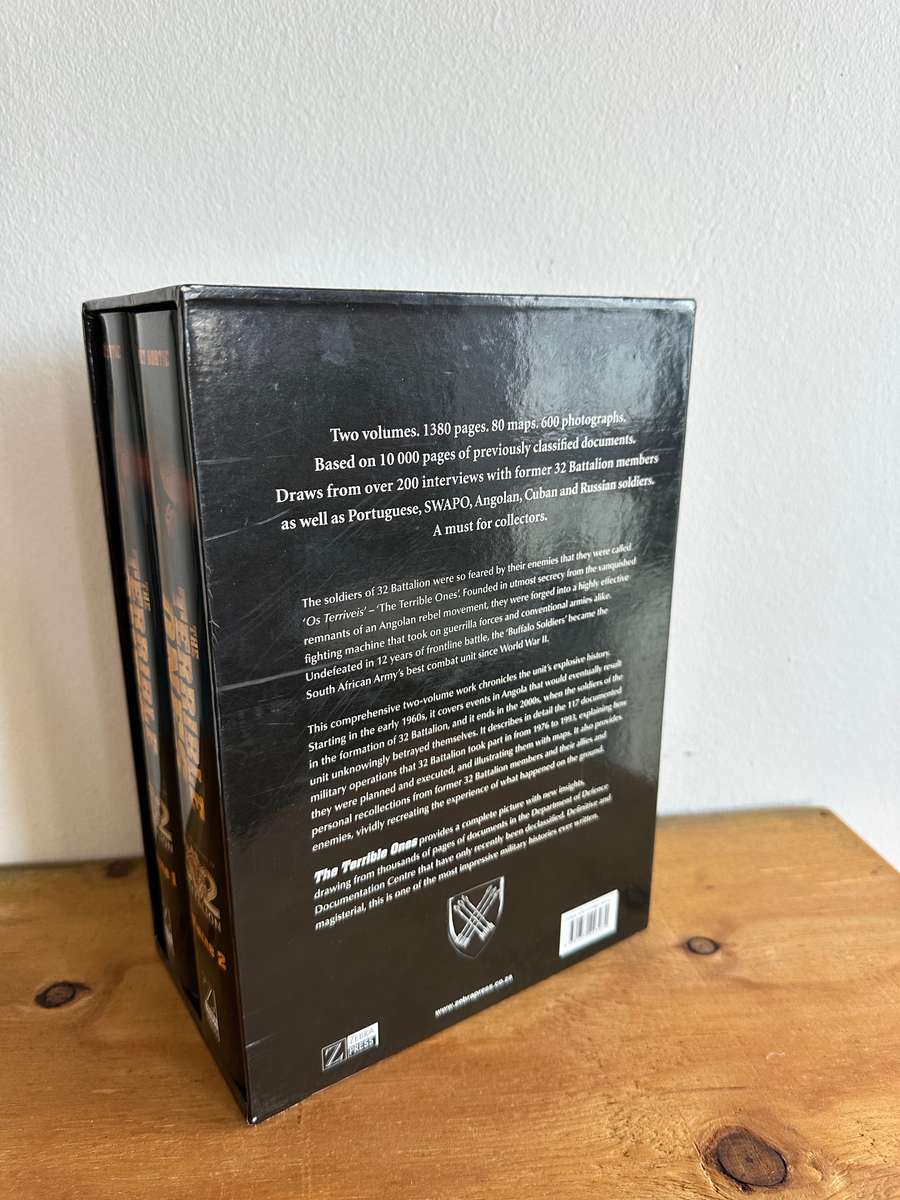 Two volumes. 1380 pages. 80 maps. 600 photographs.
Based on 10 000 pages of previously classified documents.
Draws from over 200 interviews with former 32 Battalion members
as well as Portuguese, SWAPO, Angolan, Cuban and Russian soldiers.
A must for collectors.
The soldiers of 32 Battalion were so feared by their enemies that they were called
‘Os Terriveis’ – ‘The Terrible Ones’. Founded in utmost secrecy from the vanquished
remnants of an Angolan rebel movement, they were forged into a highly effective
fighting machine that took on guerrilla forces and conventional armies alike.
Undefeated in 12 years of frontline battle, the ‘Buffalo Soldiers’ became the
South African Army’s best combat unit since World War II.
This comprehensive two-volume work chronicles the unit’s explosive history.
Starting in the early 1960s, it covers events in Angola that would eventually result
in the formation of 32 Battalion, and it ends in the 2000s, when the soldiers of the
unit unknowingly betrayed themselves. It describes in detail the 117 documented
military operations that 32 Battalion took part in from 1976 to 1993, explaining how
they were planned and executed, and illustrating them with maps. It also provides
personal recollections from former 32 Battalion members and their allies and
enemies, vividly recreating the experience of what happened on the ground.
The Terrible Ones provides a complete picture with new insights,
drawing from thousands of pages of documents in the Department of Defence
Documentation Centre that have only recently been declassified. Definitive and
magisterial, this is one of the most impressive military histories ever written.
www.zebrapress.co.za
Z ZEBRA
PRESS
THE
TERRIBLE
THE
TERRIBLE
32
2